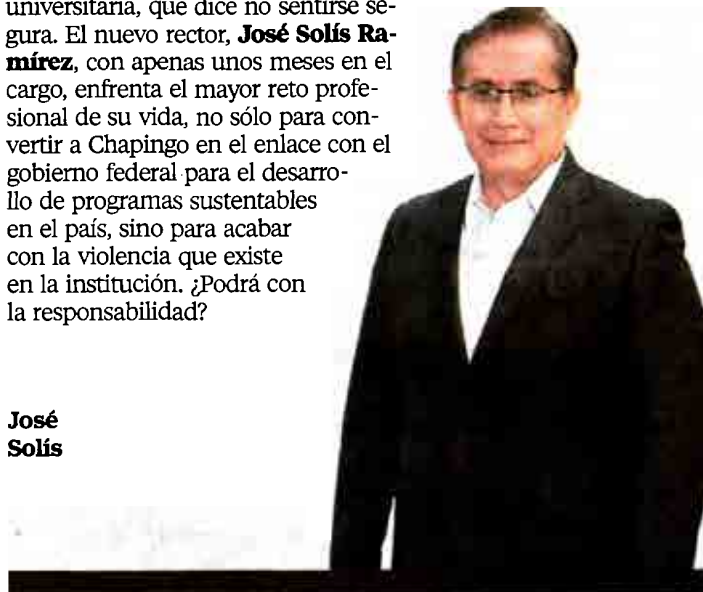 universitaria, que dice no sentirse se-
gura. El nuevo rector, José Solís Ra-
mírez, con apenas unos meses en el
cargo, enfrenta el mayor reto profe-
sional de su vida, no sólo para con-
vertir a Chapingo en el enlace con el
gobierno federal para el desarro-
llo de programas sustentables
en el país, sino para acabar
con la violencia que existe
en la institución. ¿Podrá con
la responsabilidad?
José
Solís